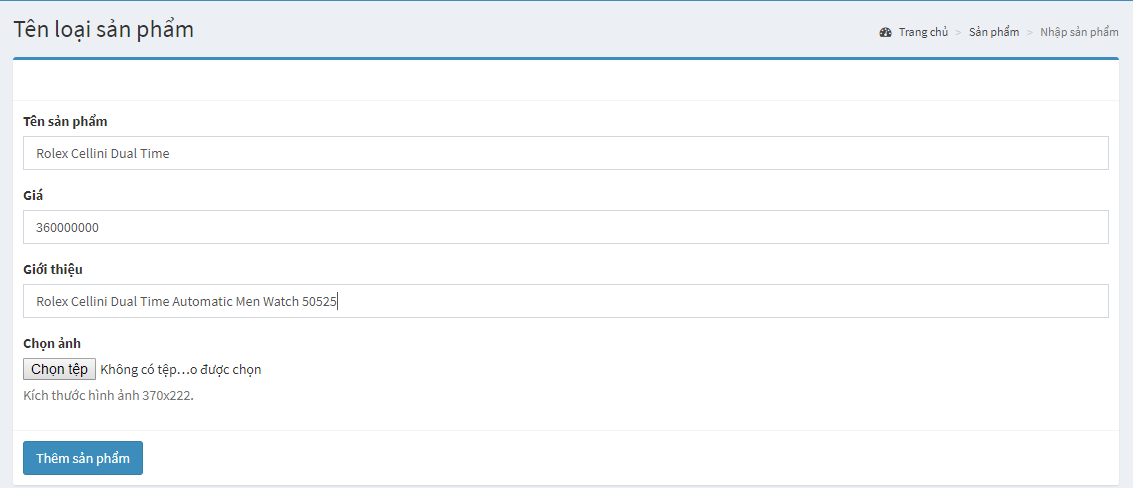 Tên loại sản phẩm
Trang chủ > Sản phẩm > Nhập sản phẩm
Tên sản phẩm
Rolex Cellini Dual Time
Giá
360000000
Giới thiệu
Rolex Cellini Dual Time Automatic Men Watch 50525
Chọn ảnh
Chọn tệp Không có tệp…o được chọn
Kích thước hình ảnh 370x222.
Thêm sản phẩm